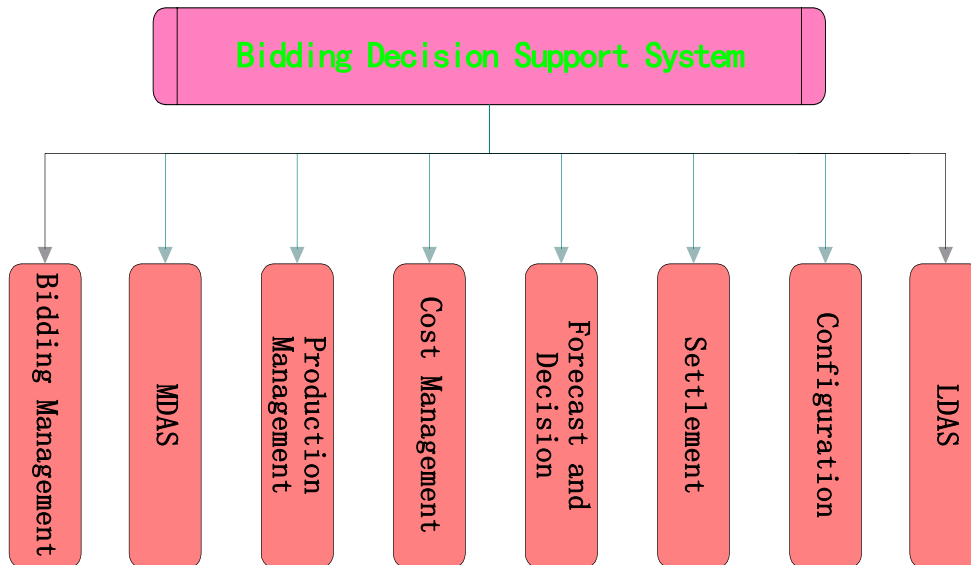 Bidding Decision Support System
Bidding Management
MDAS
Production
Management
Cost Management
Forecast and
Decision
Settlement
Configuration
LDAS